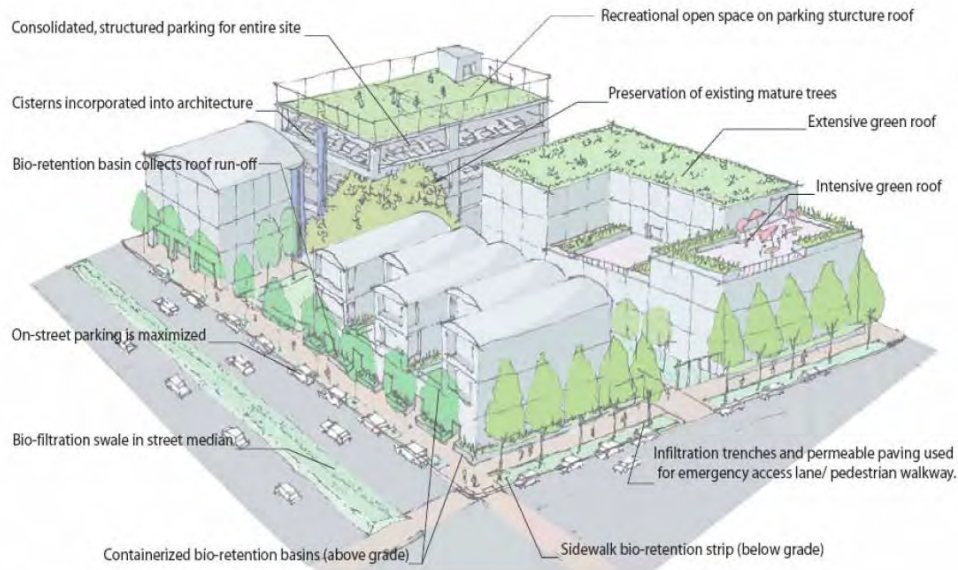 Consolidated, structured parking for entire site
Recreational open space on parking sturcture roof
Cisterns incorporated into architecture
Preservation of existing mature trees
Extensive green roof
Bio-retention basin collects roof run-off
Intensive green roof
On-street parking is maximized
Bio-filtration swale in street median
Infiltration trenches and permeable paving used
for emergency access lane/ pedestrian walkway.
Containerized bio-retention basins (above grade)
Sidewalk bio-retention strip (below grade)